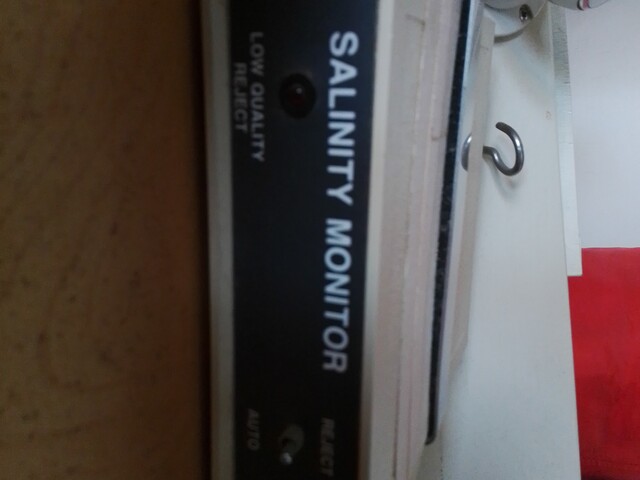 SALINITY MONITOR
LOW QUALITY
REJECT
REJECT
AUTO